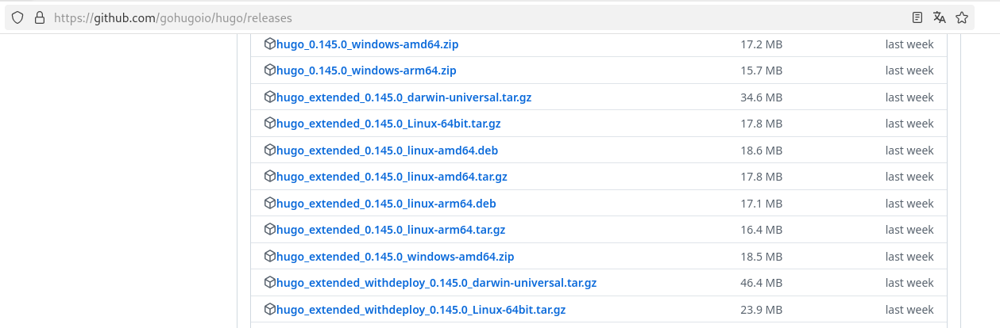 https://github.com/gohugoio/hugo/releases
hugo_0.145.0_windows-amd64.zip 17.2 MB last week
hugo_0.145.0_windows-arm64.zip 15.7 MB last week
hugo_extended_0.145.0_darwin-universal.tar.gz 34.6 MB last week
hugo_extended_0.145.0_Linux-64bit.tar.gz 17.8 MB last week
hugo_extended_0.145.0_linux-amd64.deb 18.6 MB last week
hugo_extended_0.145.0_linux-amd64.tar.gz 17.8 MB last week
hugo_extended_0.145.0_linux-arm64.deb 17.1 MB last week
hugo_extended_0.145.0_linux-arm64.tar.gz 16.4 MB last week
hugo_extended_0.145.0_windows-amd64.zip 18.5 MB last week
hugo_extended_withdeploy_0.145.0_darwin-universal.tar.gz 46.4 MB last week
hugo_extended_withdeploy_0.145.0_Linux-64bit.tar.gz 23.9 MB last week